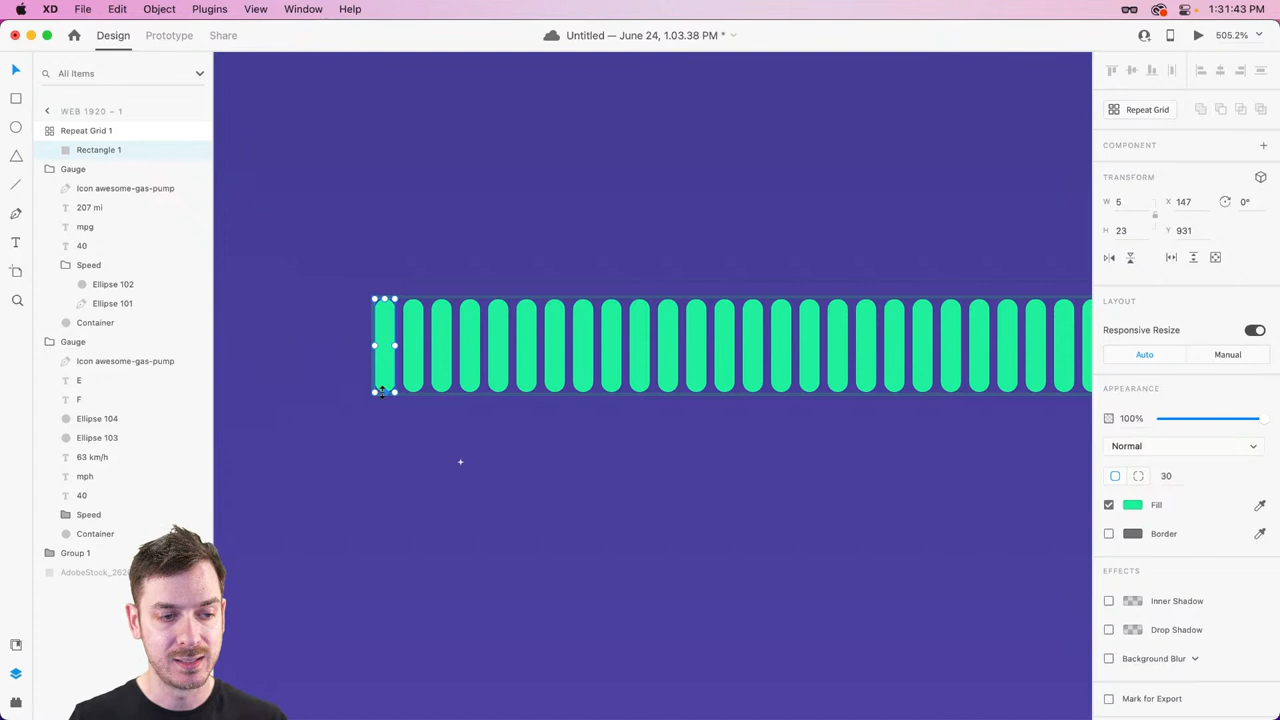 XD File Edit Object Plugins View Window Help 1:31:43 PM
Design Prototype Share Untitled — June 24, 1.03.38 PM * 505.2%
All Items
WEB 1920 – 1
Repeat Grid 1
Rectangle 1
Gauge
Icon awesome-gas-pump
207 mi
mpg
40
Speed
Ellipse 102
Ellipse 101
Container
Gauge
Icon awesome-gas-pump
E
F
Ellipse 104
Ellipse 103
63 km/h
mph
40
Speed
Container
Group 1
Repeat Grid
COMPONENT
TRANSFORM
W 5 X 147 0°
H 23 Y 931
LAYOUT
Responsive Resize
Auto Manual
APPEARANCE
100%
Normal
30
Fill
Border
EFFECTS
Inner Shadow
Drop Shadow
Background Blur
Mark for Export